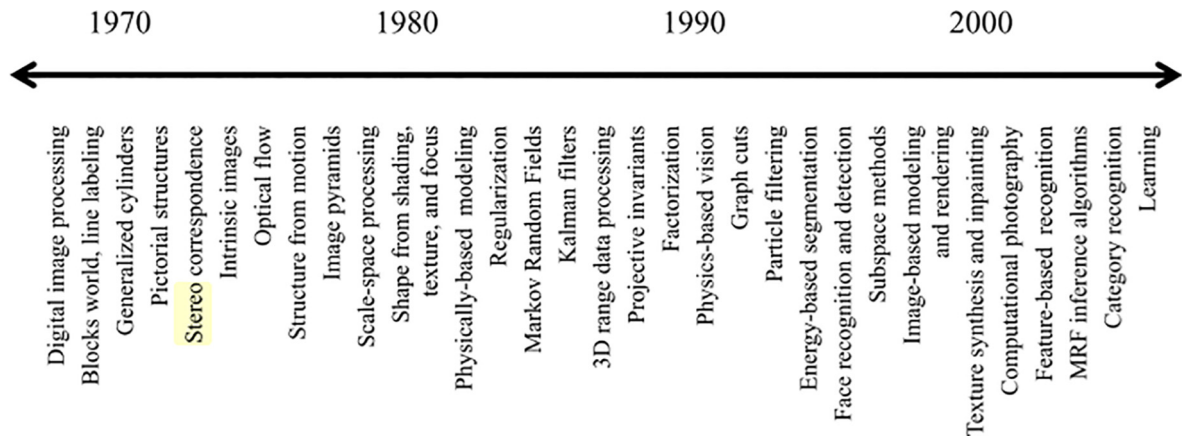 1970
1980
1990
2000
Digital image processing
Blocks world, line labeling
Generalized cylinders
Pictorial structures
Stereo correspondence
Intrinsic images
Optical flow
Structure from motion
Image pyramids
Scale-space processing
Shape from shading,
texture, and focus
Physically-based modeling
Regularization
Markov Random Fields
Kalman filters
3D range data processing
Projective invariants
Factorization
Physics-based vision
Graph cuts
Particle filtering
Energy-based segmentation
Face recognition and detection
Subspace methods
Image-based modeling
and rendering
Texture synthesis and inpainting
Computational photography
Feature-based recognition
MRF inference algorithms
Category recognition
Learning